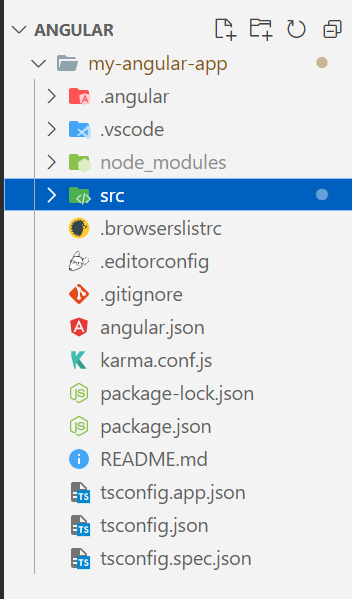 ANGULAR
my-angular-app
.angular
.vscode
node_modules
src
.browserslistrc
.editorconfig
.gitignore
angular.json
karma.conf.js
package-lock.json
package.json
README.md
tsconfig.app.json
tsconfig.json
tsconfig.spec.json